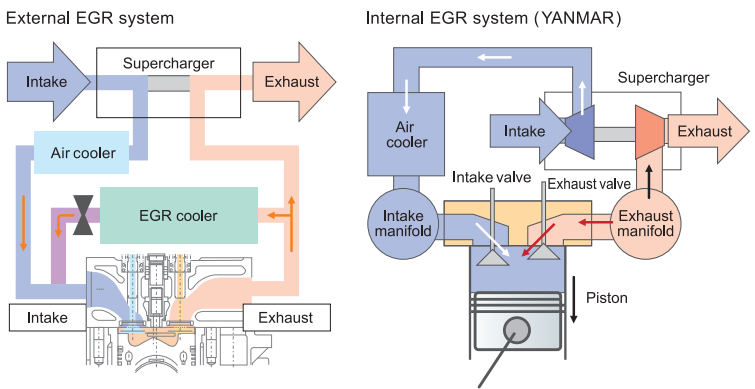 External EGR system
Supercharger
Intake
Exhaust
Air cooler
EGR cooler
Intake
Exhaust
Internal EGR system (YANMAR)
Supercharger
Intake
Exhaust
Air
cooler
Intake valve
Exhaust valve
Intake
manifold
Exhaust
manifold
Piston